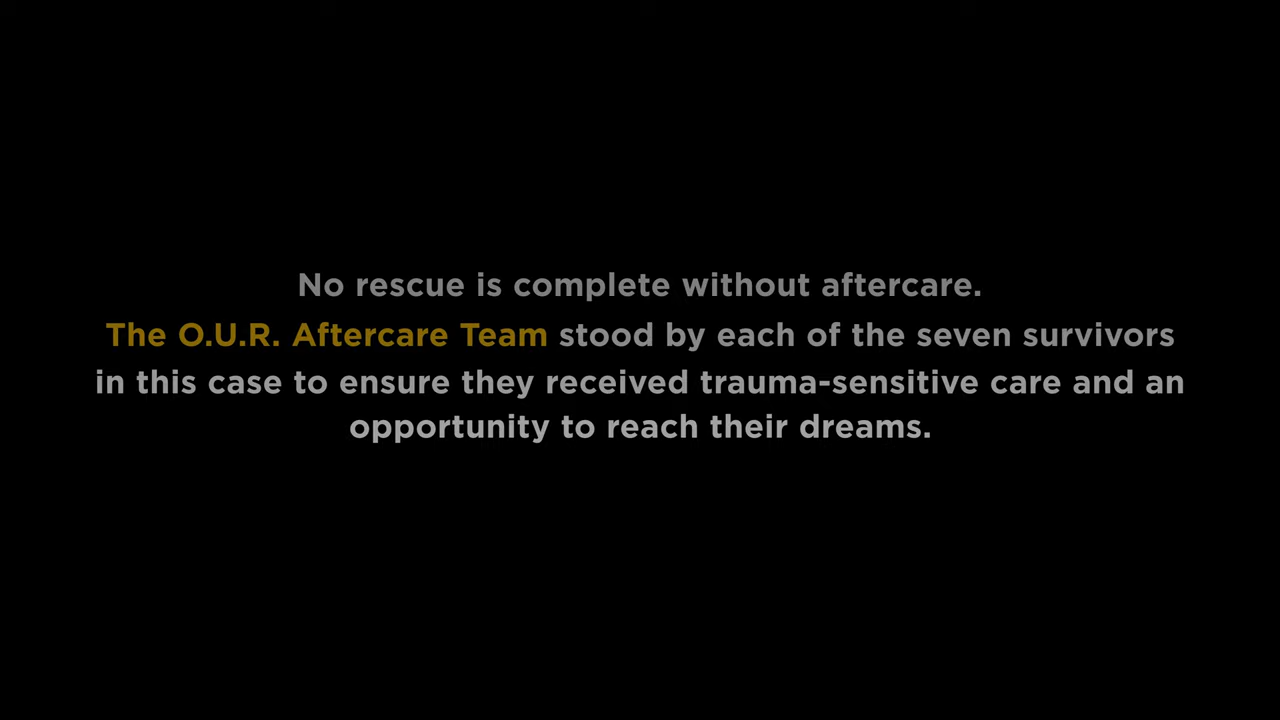 No rescue is complete without aftercare.
The O.U.R. Aftercare Team stood by each of the seven survivors
in this case to ensure they received trauma-sensitive care and an
opportunity to reach their dreams.